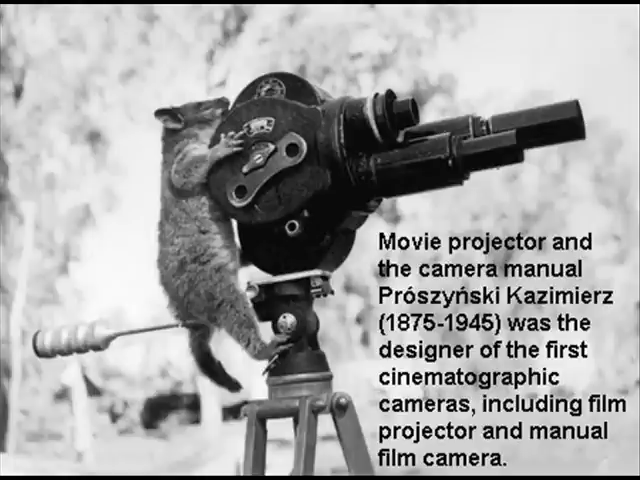 Movie projector and
the camera manual
Prószyński Kazimierz
(1875-1945) was the
designer of the first
cinematographic
cameras, including film
projector and manual
film camera.